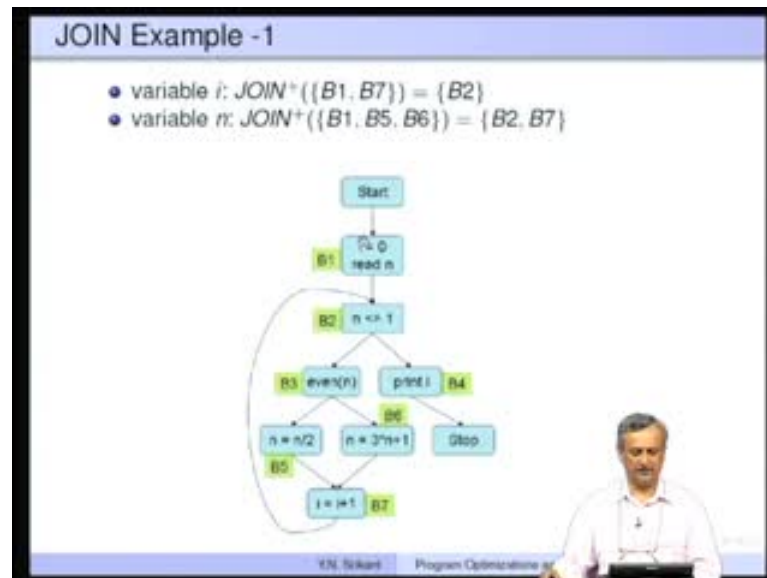 JOIN Example -1
variable i: JOIN⁺({B1, B7}) = {B2}
variable n: JOIN⁺({B1, B5, B6}) = {B2, B7}
Start
= 0
B1 read n
B2 n <> 1
B3 even(n) print i B4
B6
n = n/2 n = 3*n+1 Stop
B5
i = i+1 B7
Y.N. Srikant Program Optimizations